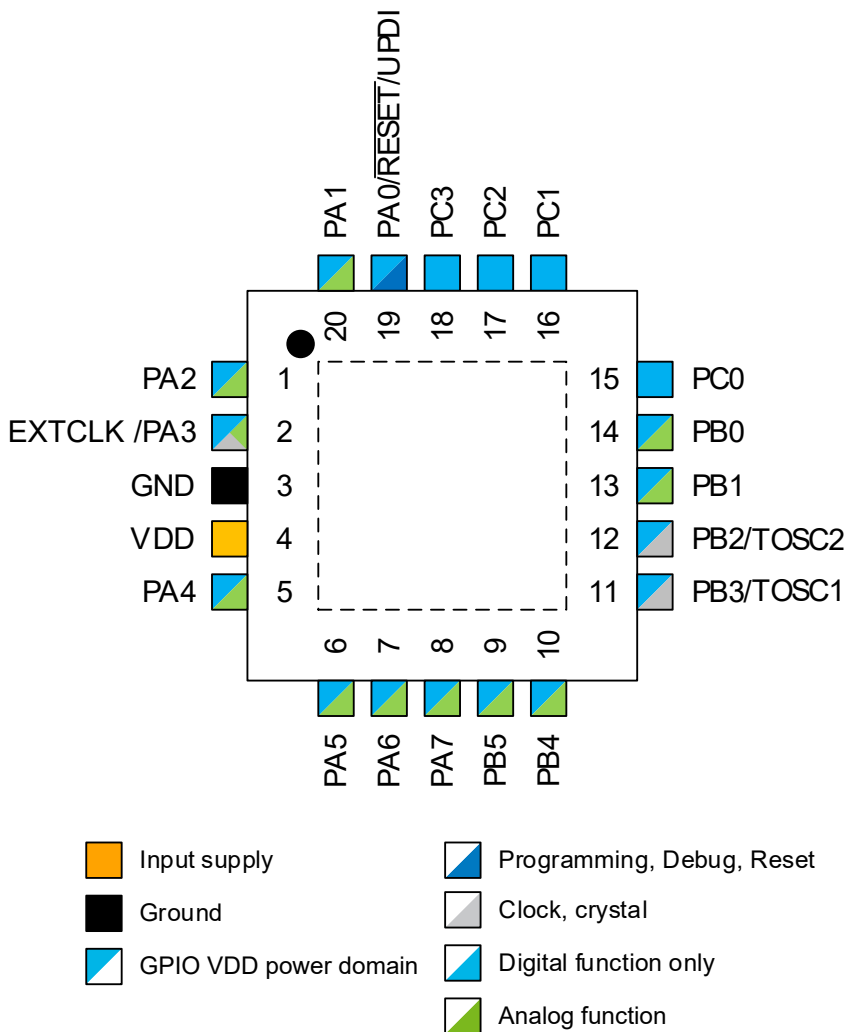 PA1
PA0/RESET/UPDI
PC3
PC2
PC1
20
19
18
17
16
PA2 1
EXTCLK /PA3 2
GND 3
VDD 4
PA4 5
15 PC0
14 PB0
13 PB1
12 PB2/TOSC2
11 PB3/TOSC1
6
7
8
9
10
PA5
PA6
PA7
PB5
PB4
Input supply
Ground
GPIO VDD power domain
Programming, Debug, Reset
Clock, crystal
Digital function only
Analog function